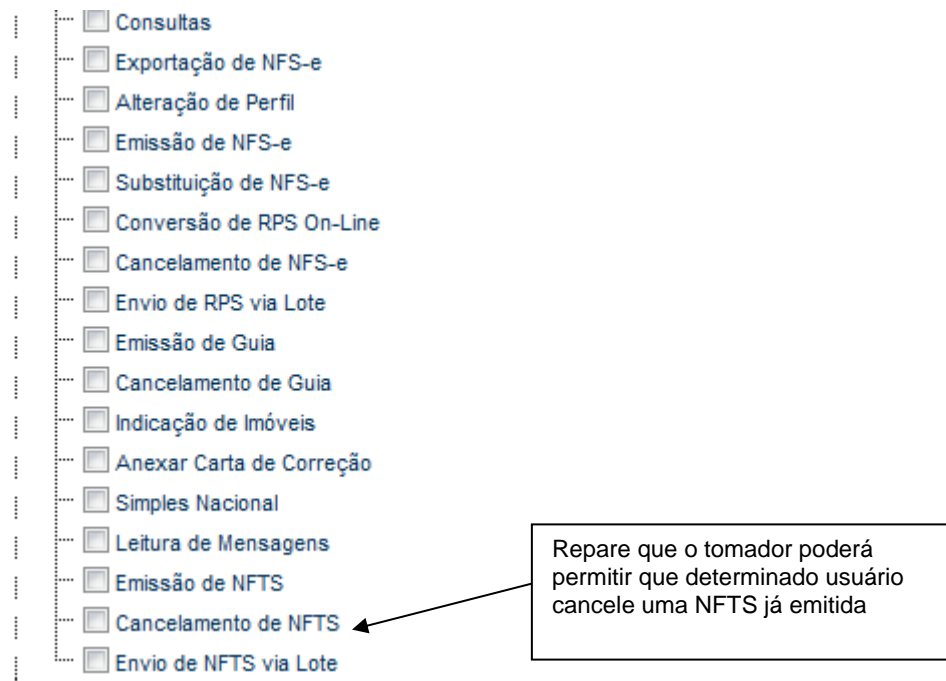 Consultas
Exportação de NFS-e
Alteração de Perfil
Emissão de NFS-e
Substituição de NFS-e
Conversão de RPS On-Line
Cancelamento de NFS-e
Envio de RPS via Lote
Emissão de Guia
Cancelamento de Guia
Indicação de Imóveis
Anexar Carta de Correção
Simples Nacional
Leitura de Mensagens
Emissão de NFTS
Cancelamento de NFTS
Envio de NFTS via Lote
Repare que o tomador poderá
permitir que determinado usuário
cancele uma NFTS já emitida